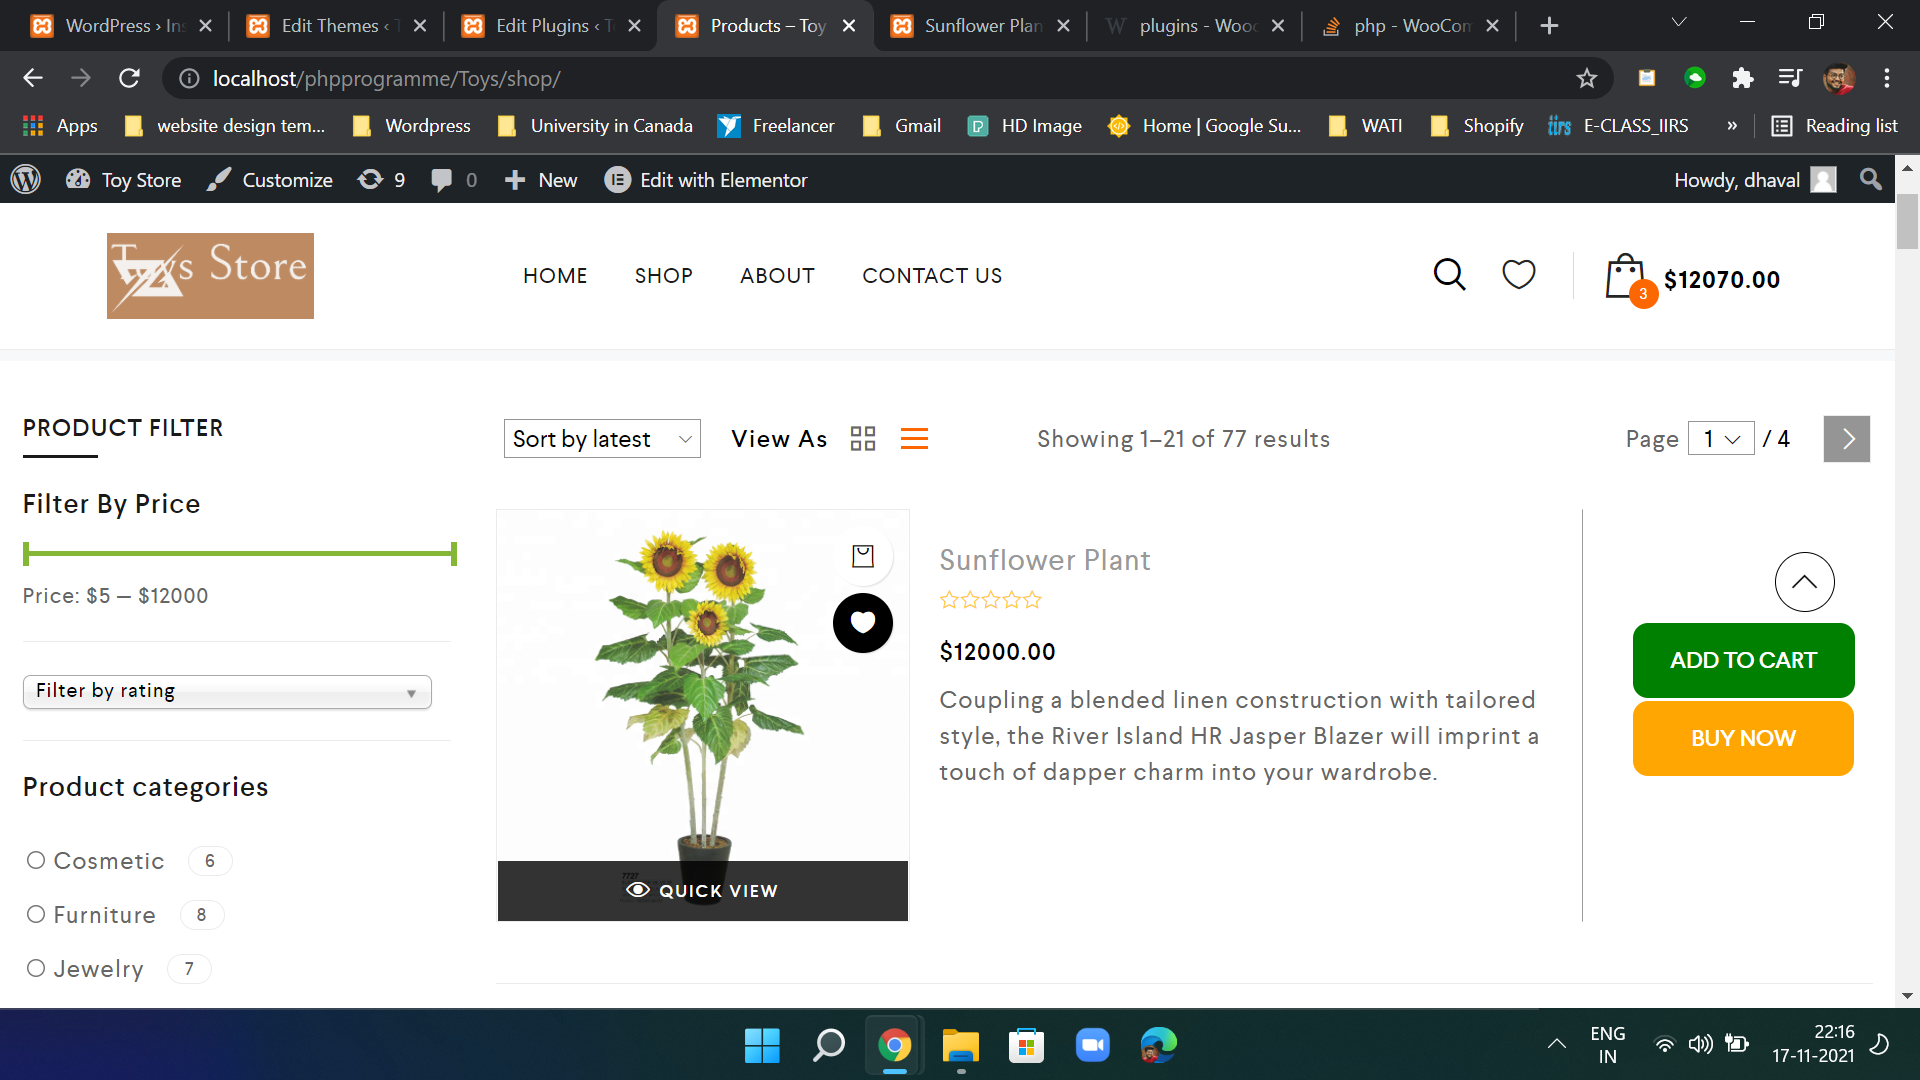 WordPress › Ins
Edit Themes ‹ T
Edit Plugins ‹ To
Products – Toy
Sunflower Plan
plugins - Wooc
php - WooCom
localhost/phpprogramme/Toys/shop/
Apps
website design tem...
Wordpress
University in Canada
Freelancer
Gmail
HD Image
Home | Google Su...
WATI
Shopify
iirs E-CLASS_IIRS
»
Reading list
Toy Store
Customize
9
0
New
Edit with Elementor
Howdy, dhaval
Toys Store
HOME
SHOP
ABOUT
CONTACT US
3
$12070.00
PRODUCT FILTER
Sort by latest
View As
Showing 1–21 of 77 results
Page 1 / 4
Filter By Price
Price: $5 — $12000
Filter by rating
Product categories
Cosmetic 6
Furniture 8
Jewelry 7
7727
QUICK VIEW
Sunflower Plant
$12000.00
Coupling a blended linen construction with tailored
style, the River Island HR Jasper Blazer will imprint a
touch of dapper charm into your wardrobe.
ADD TO CART
BUY NOW
ENG
IN
22:16
17-11-2021